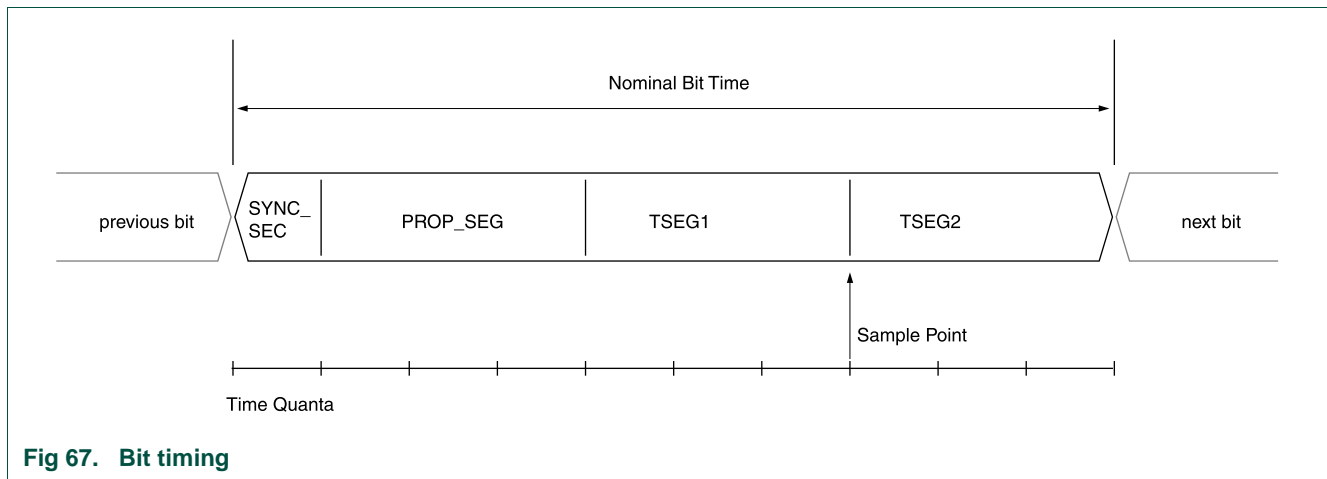 Nominal Bit Time
previous bit
SYNC_
SEC
PROP_SEG
TSEG1
TSEG2
next bit
Sample Point
Time Quanta
Fig 67. Bit timing